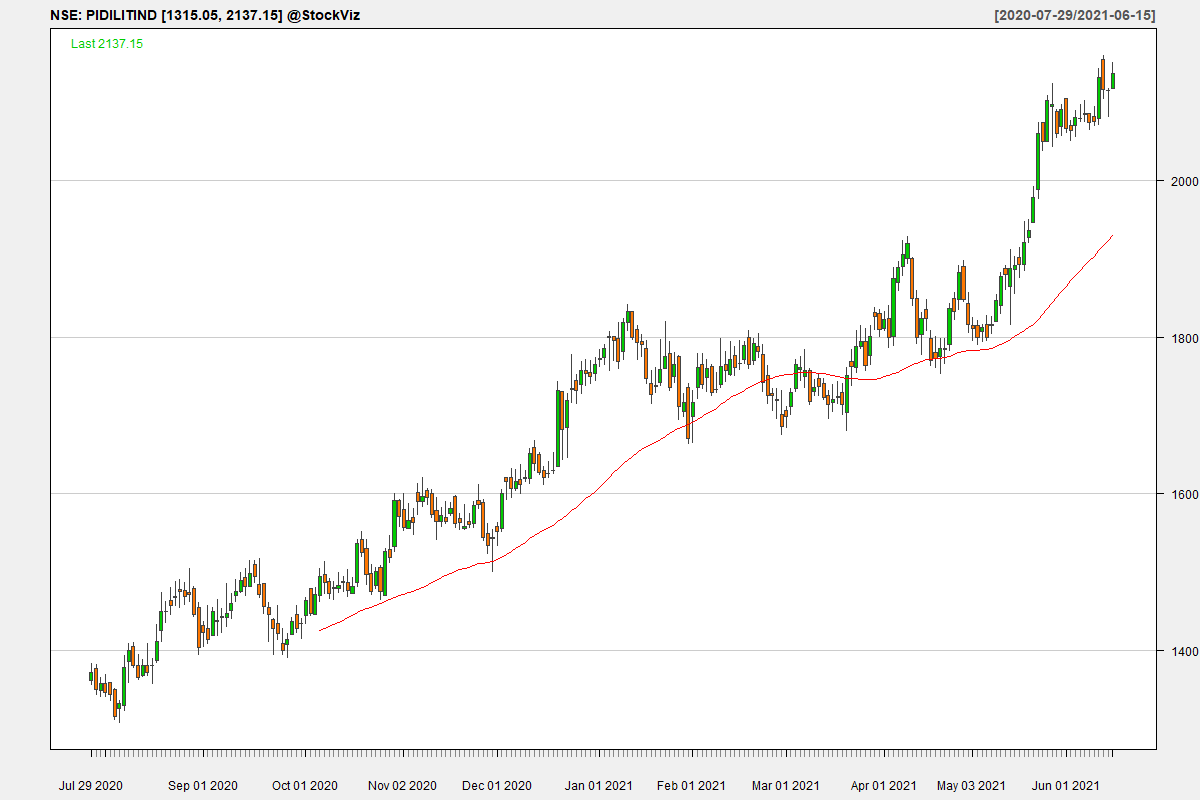 NSE: PIDILITIND [1315.05, 2137.15] @StockViz [2020-07-29/2021-06-15]
Last 2137.15
2000
1800
1600
1400
Jul 29 2020 Sep 01 2020 Oct 01 2020 Nov 02 2020 Dec 01 2020 Jan 01 2021 Feb 01 2021 Mar 01 2021 Apr 01 2021 May 03 2021 Jun 01 2021